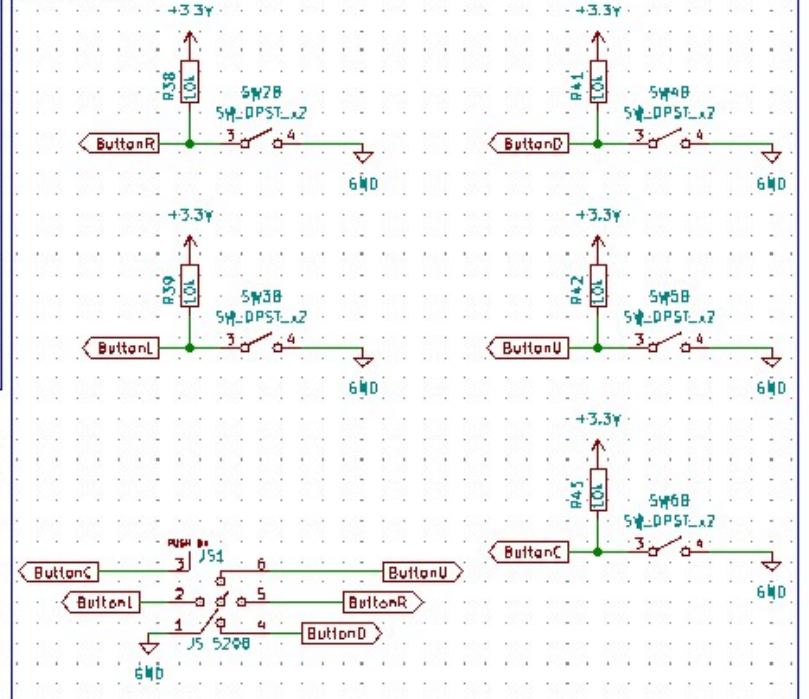 +3.3V
R38
10k
SW2B
SW_DPST_x2
ButtonR
3
4
GND
+3.3V
R41
10k
SW4B
SW_DPST_x2
ButtonD
3
4
GND
+3.3V
R39
10k
SW3B
SW_DPST_x2
ButtonL
3
4
GND
+3.3V
R42
10k
SW5B
SW_DPST_x2
ButtonU
3
4
GND
+3.3V
10k
SW6B
SW_DPST_x2
ButtonC
3
4
GND
PUSH
JS1
ButtonC
3
6
ButtonU
ButtonL
2
5
ButtonR
1
4
ButtonD
JS 5208
GND